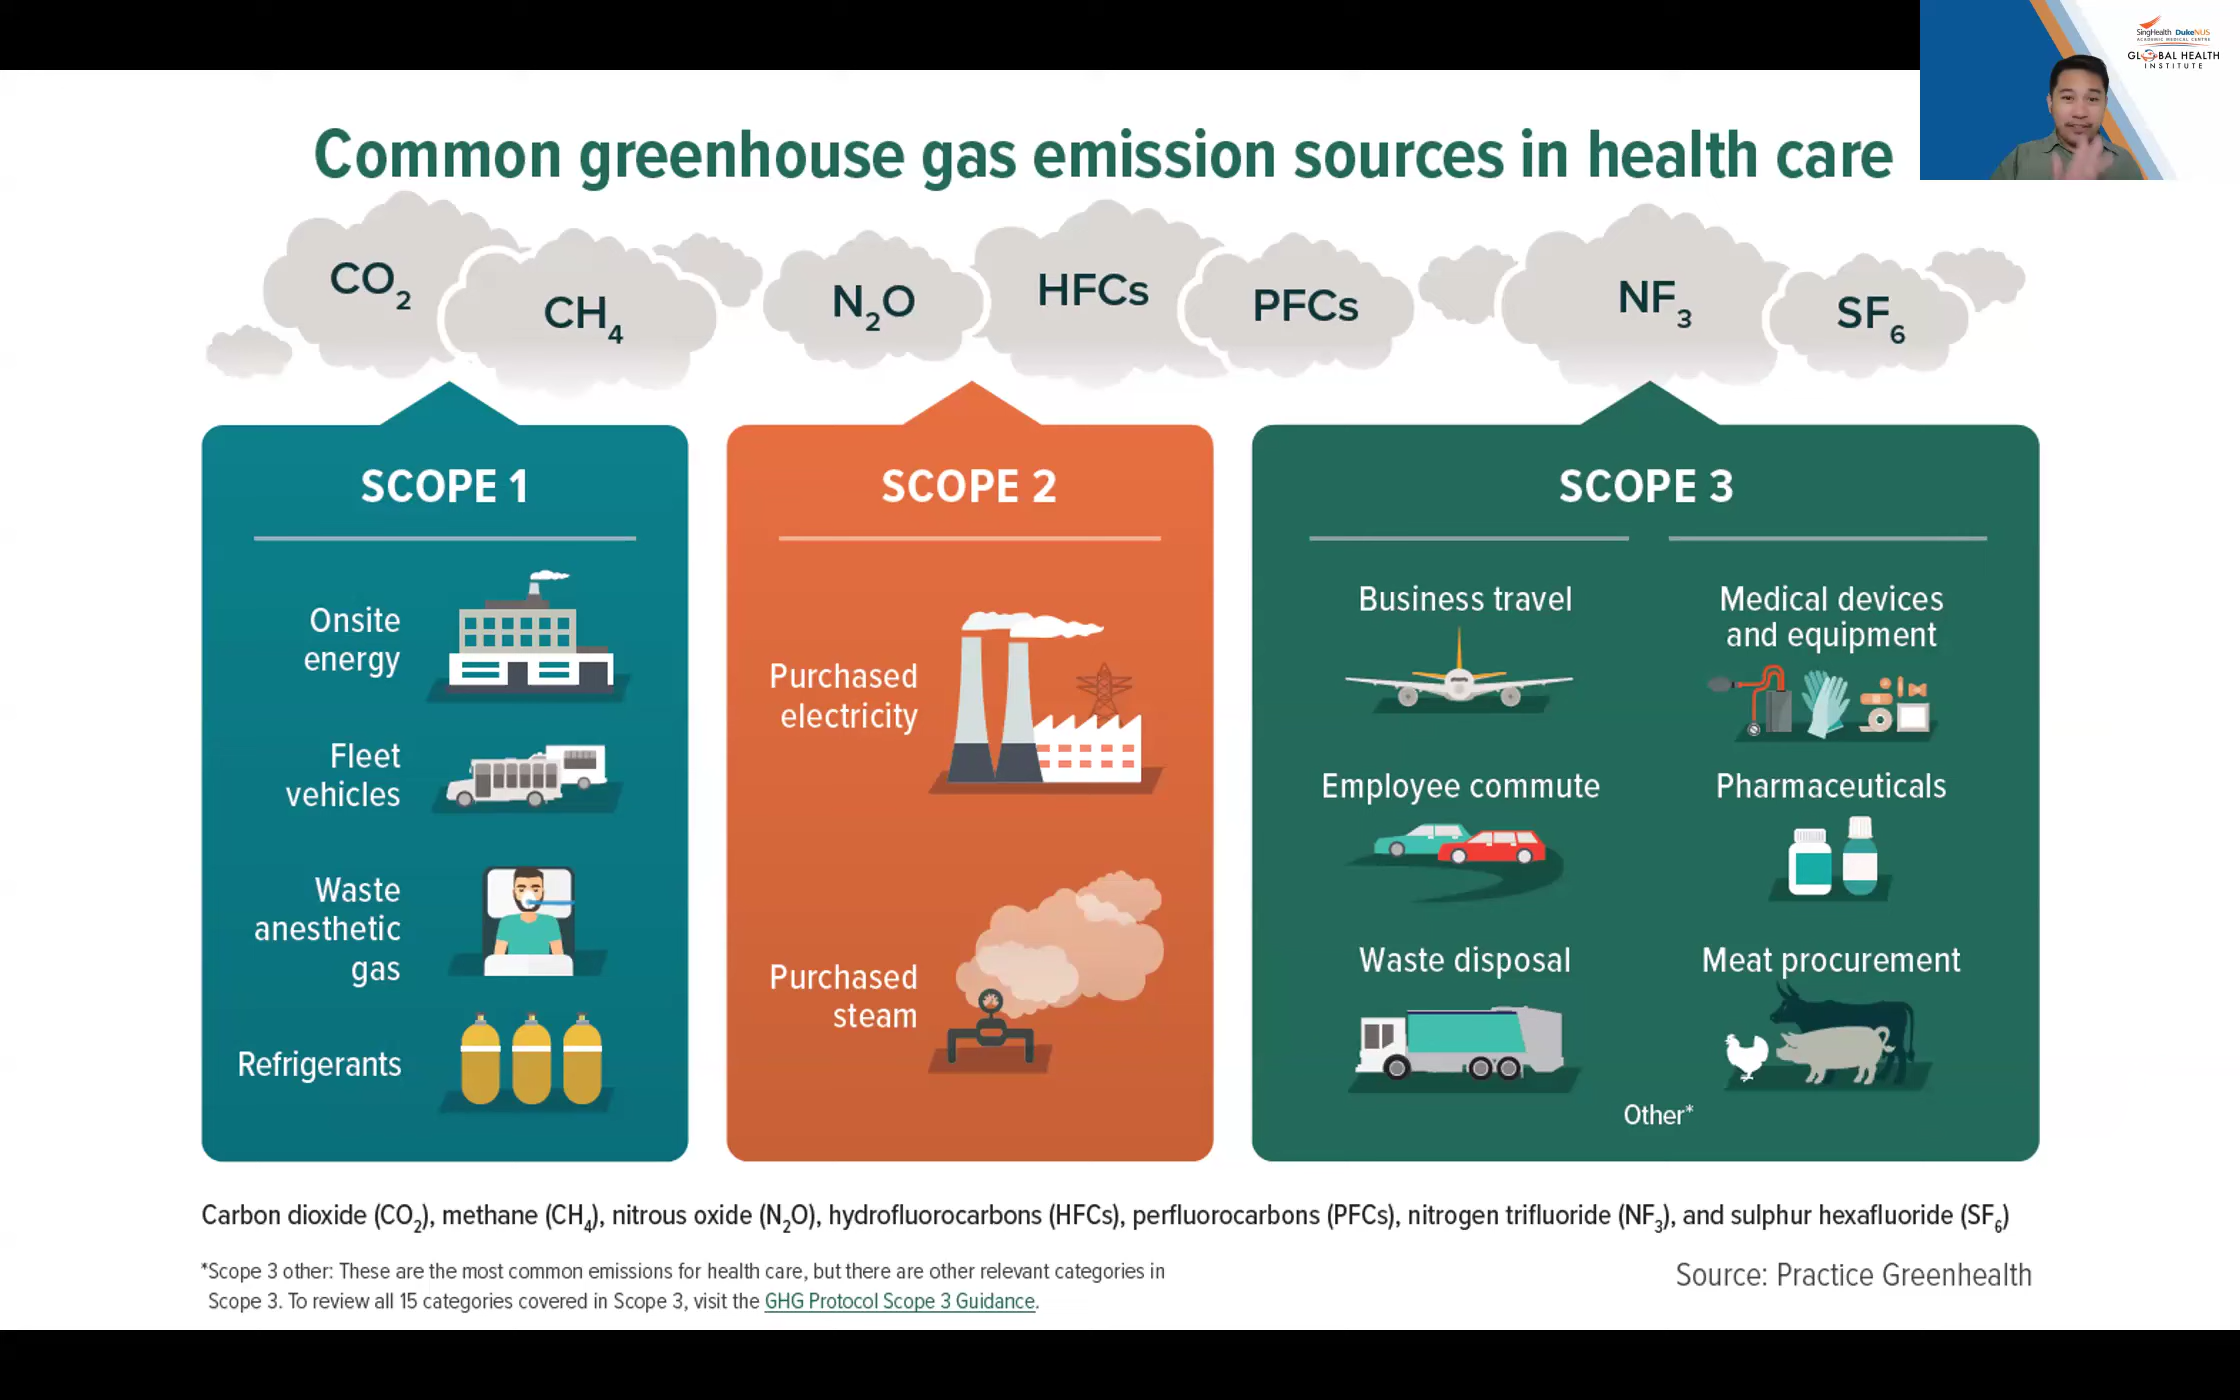 SingHealth DukeNUS
ACADEMIC MEDICAL CENTRE
GLOBAL HEALTH
INSTITUTE
Common greenhouse gas emission sources in health care
CO₂
CH₄
N₂O
HFCs
PFCs
NF₃
SF₆
SCOPE 1
Onsite
energy
Fleet
vehicles
Waste
anesthetic
gas
Refrigerants
SCOPE 2
Purchased
electricity
Purchased
steam
SCOPE 3
Business travel
Employee commute
Waste disposal
Medical devices
and equipment
Pharmaceuticals
Meat procurement
Other*
Carbon dioxide (CO₂), methane (CH₄), nitrous oxide (N₂O), hydrofluorocarbons (HFCs), perfluorocarbons (PFCs), nitrogen trifluoride (NF₃), and sulphur hexafluoride (SF₆)
*Scope 3 other: These are the most common emissions for health care, but there are other relevant categories in
Scope 3. To review all 15 categories covered in Scope 3, visit the GHG Protocol Scope 3 Guidance.
Source: Practice Greenhealth